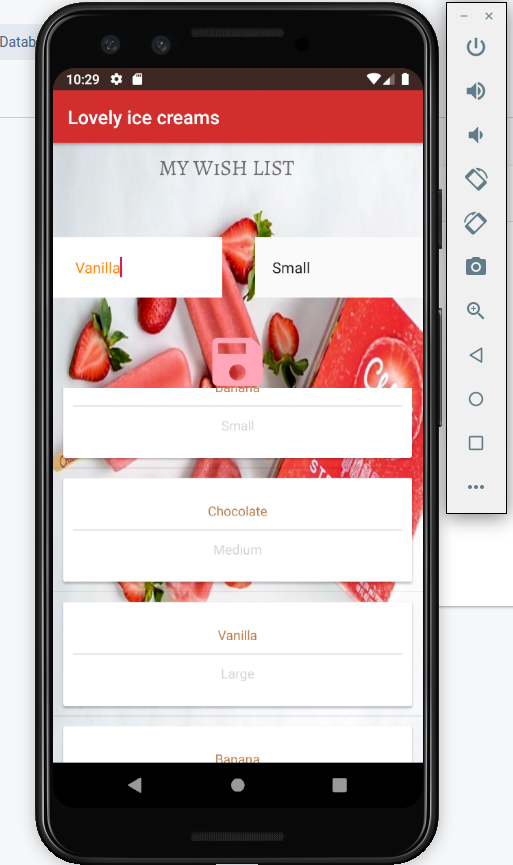 Datab
10:29
Lovely ice creams
MY WiSH LIST
Vanilla
Small
Banana
Small
Chocolate
Medium
Vanilla
Large
Banana